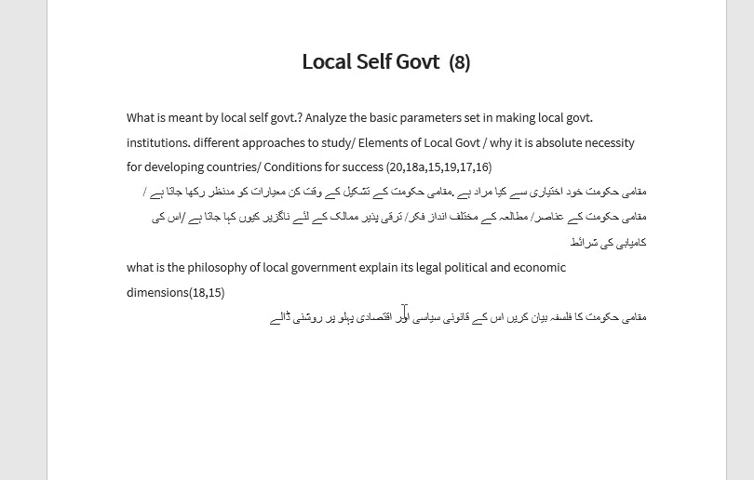 Local Self Govt (8)
What is meant by local self govt.? Analyze the basic parameters set in making local govt.
institutions. different approaches to study/ Elements of Local Govt / why it is absolute necessity
for developing countries/ Conditions for success (20,18a,15,19,17,16)
مقامی حکومت خود اختیاری سے کیا مراد ہے .مقامی حکومت کے تشکیل کے وقت کن معیارات کو مدنظر رکھا جاتا ہے /
مقامی حکومت کے عناصر/ مطالعہ کے مختلف انداز فکر/ ترقی پذیر ممالک کے لئے ناگزیر کیوں کہا جاتا ہے /اس کی
کامیابی کی شرائط
what is the philosophy of local government explain its legal political and economic
dimensions(18,15)
مقامی حکومت کا فلسفہ بیان کریں اس کے قانونی سیاسی اور اقتصادی پہلو پر روشنی ڈالے